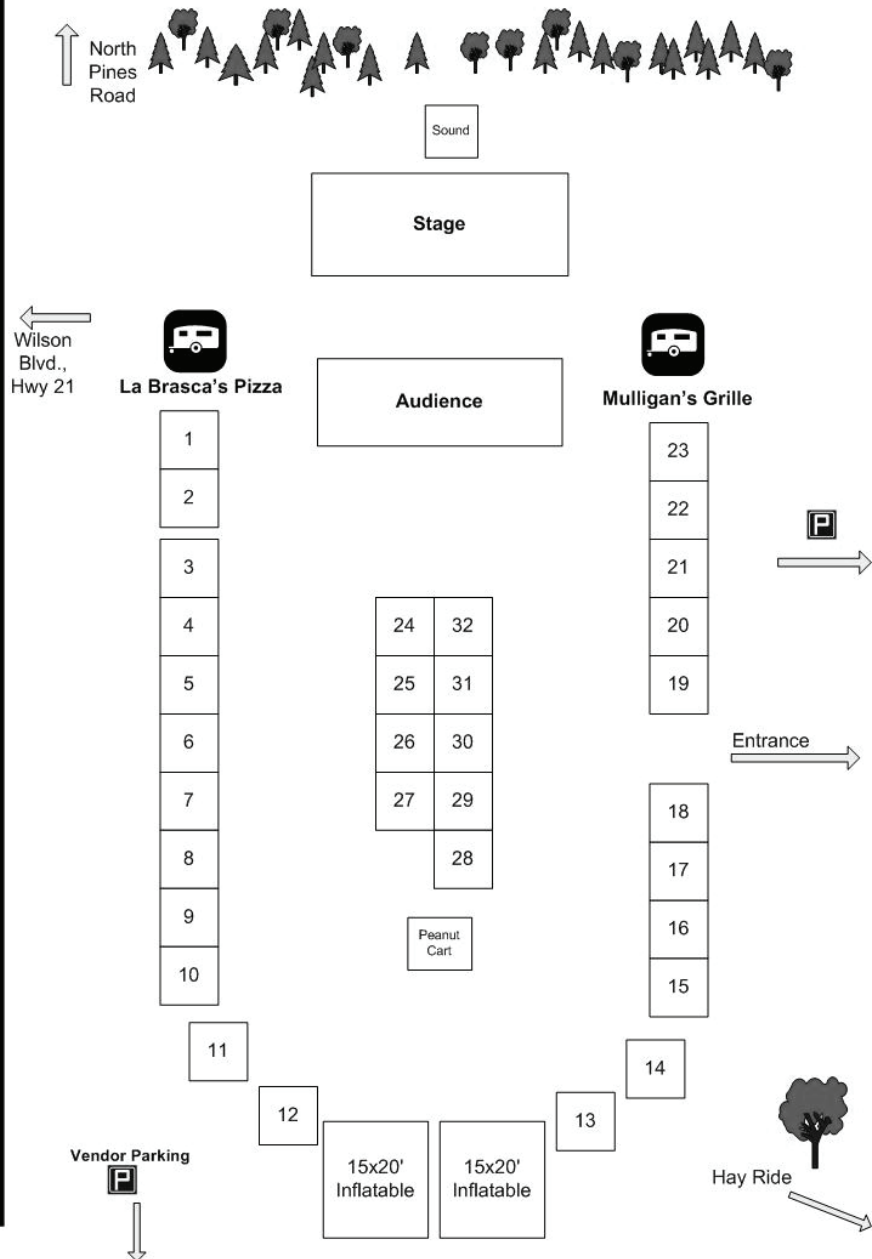 North
Pines
Road
Sound
Stage
Wilson
Blvd.,
Hwy 21
La Brasca's Pizza
Audience
Mulligan's Grille
1
23
2
22
P
3
21
4
24
32
20
5
25
31
19
6
26
30
Entrance
7
27
29
18
8
28
17
9
Peanut
Cart
16
10
15
11
14
12
13
Vendor Parking
P
15x20'
Inflatable
15x20'
Inflatable
Hay Ride